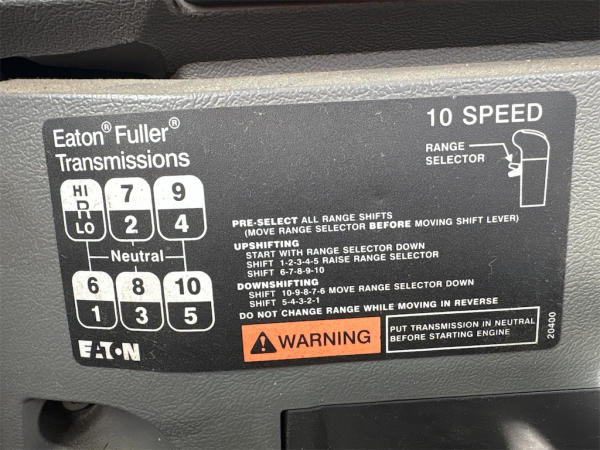 Eaton® Fuller®
Transmissions
10 SPEED
RANGE
SELECTOR
HI
R
LO
7
2
9
4
Neutral
6
1
8
3
10
5
PRE-SELECT ALL RANGE SHIFTS
(MOVE RANGE SELECTOR BEFORE MOVING SHIFT LEVER)
UPSHIFTING
START WITH RANGE SELECTOR DOWN
SHIFT 1-2-3-4-5 RAISE RANGE SELECTOR
SHIFT 6-7-8-9-10
DOWNSHIFTING
SHIFT 10-9-8-7-6 MOVE RANGE SELECTOR DOWN
SHIFT 5-4-3-2-1
DO NOT CHANGE RANGE WHILE MOVING IN REVERSE
EATON
WARNING
PUT TRANSMISSION IN NEUTRAL
BEFORE STARTING ENGINE
20400